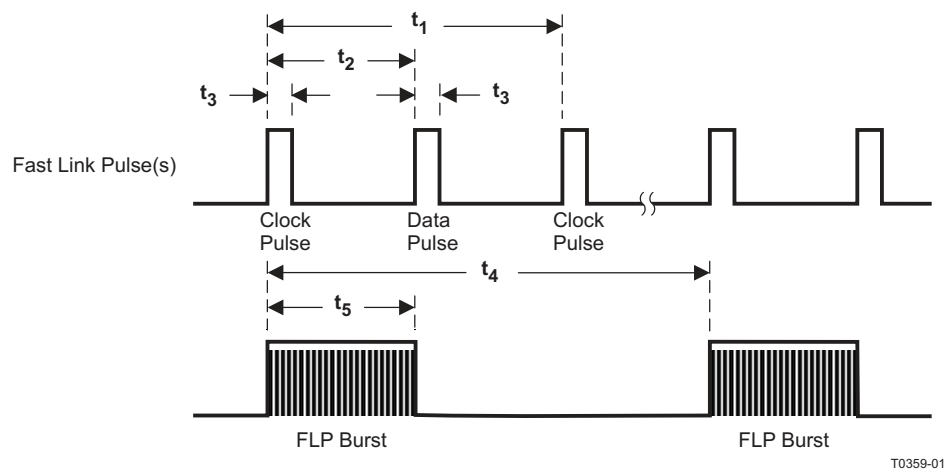 t1
t2
t3
t3
Fast Link Pulse(s)
Clock
Pulse
Data
Pulse
Clock
Pulse
t4
t5
FLP Burst
FLP Burst
T0359-01